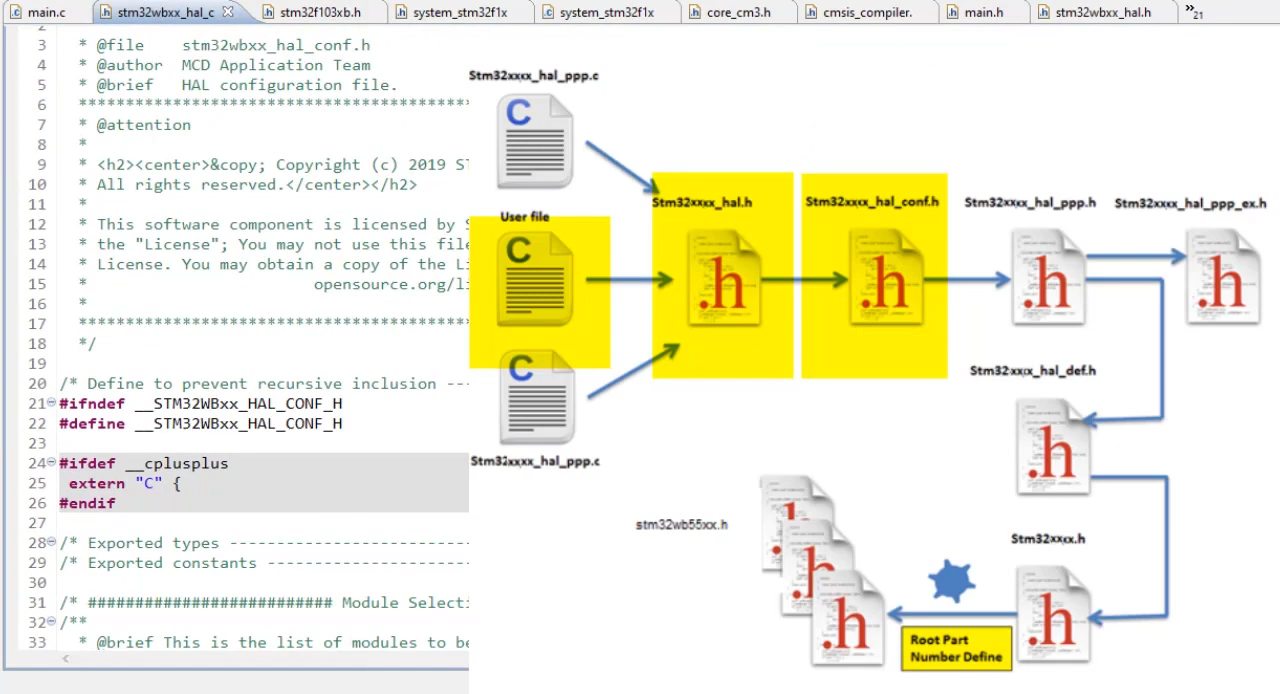 main.c
stm32wbxx_hal_c
stm32f103xb.h
system_stm32f1x
system_stm32f1x
core_cm3.h
cmsis_compiler.
main.h
stm32wbxx_hal.h
»21
2
3 * @file stm32wbxx_hal_conf.h
4 * @author MCD Application Team
5 * @brief HAL configuration file.
6 ******************************************
7 * @attention
8 *
9 * <h2><center>&copy; Copyright (c) 2019 ST
10 * All rights reserved.</center></h2>
11 *
12 * This software component is licensed by S
13 * the "License"; You may not use this file
14 * License. You may obtain a copy of the Li
15 * opensource.org/li
16 *
17 ******************************************
18 */
19
20 /* Define to prevent recursive inclusion ---
21 #ifndef __STM32WBxx_HAL_CONF_H
22 #define __STM32WBxx_HAL_CONF_H
23
24 #ifdef __cplusplus
25 extern "C" {
26 #endif
27
28 /* Exported types --------------------------
29 /* Exported constants ----------------------
30
31 /* ########################## Module Selecti
32 /**
33 * @brief This is the list of modules to be
Stm32xxxx_hal_ppp.c
C
User file
C
C
Stm32xxxx_hal_ppp.c
Stm32xxxx_hal.h
.h
Stm32xxxx_hal_conf.h
.h
Stm32xxxx_hal_ppp.h
.h
Stm32xxxx_hal_ppp_ex.h
.h
Stm32xxxx_hal_def.h
.h
Stm32xxxx.h
.h
Root Part
Number Define
stm32wb55xx.h
.h
.h
.h